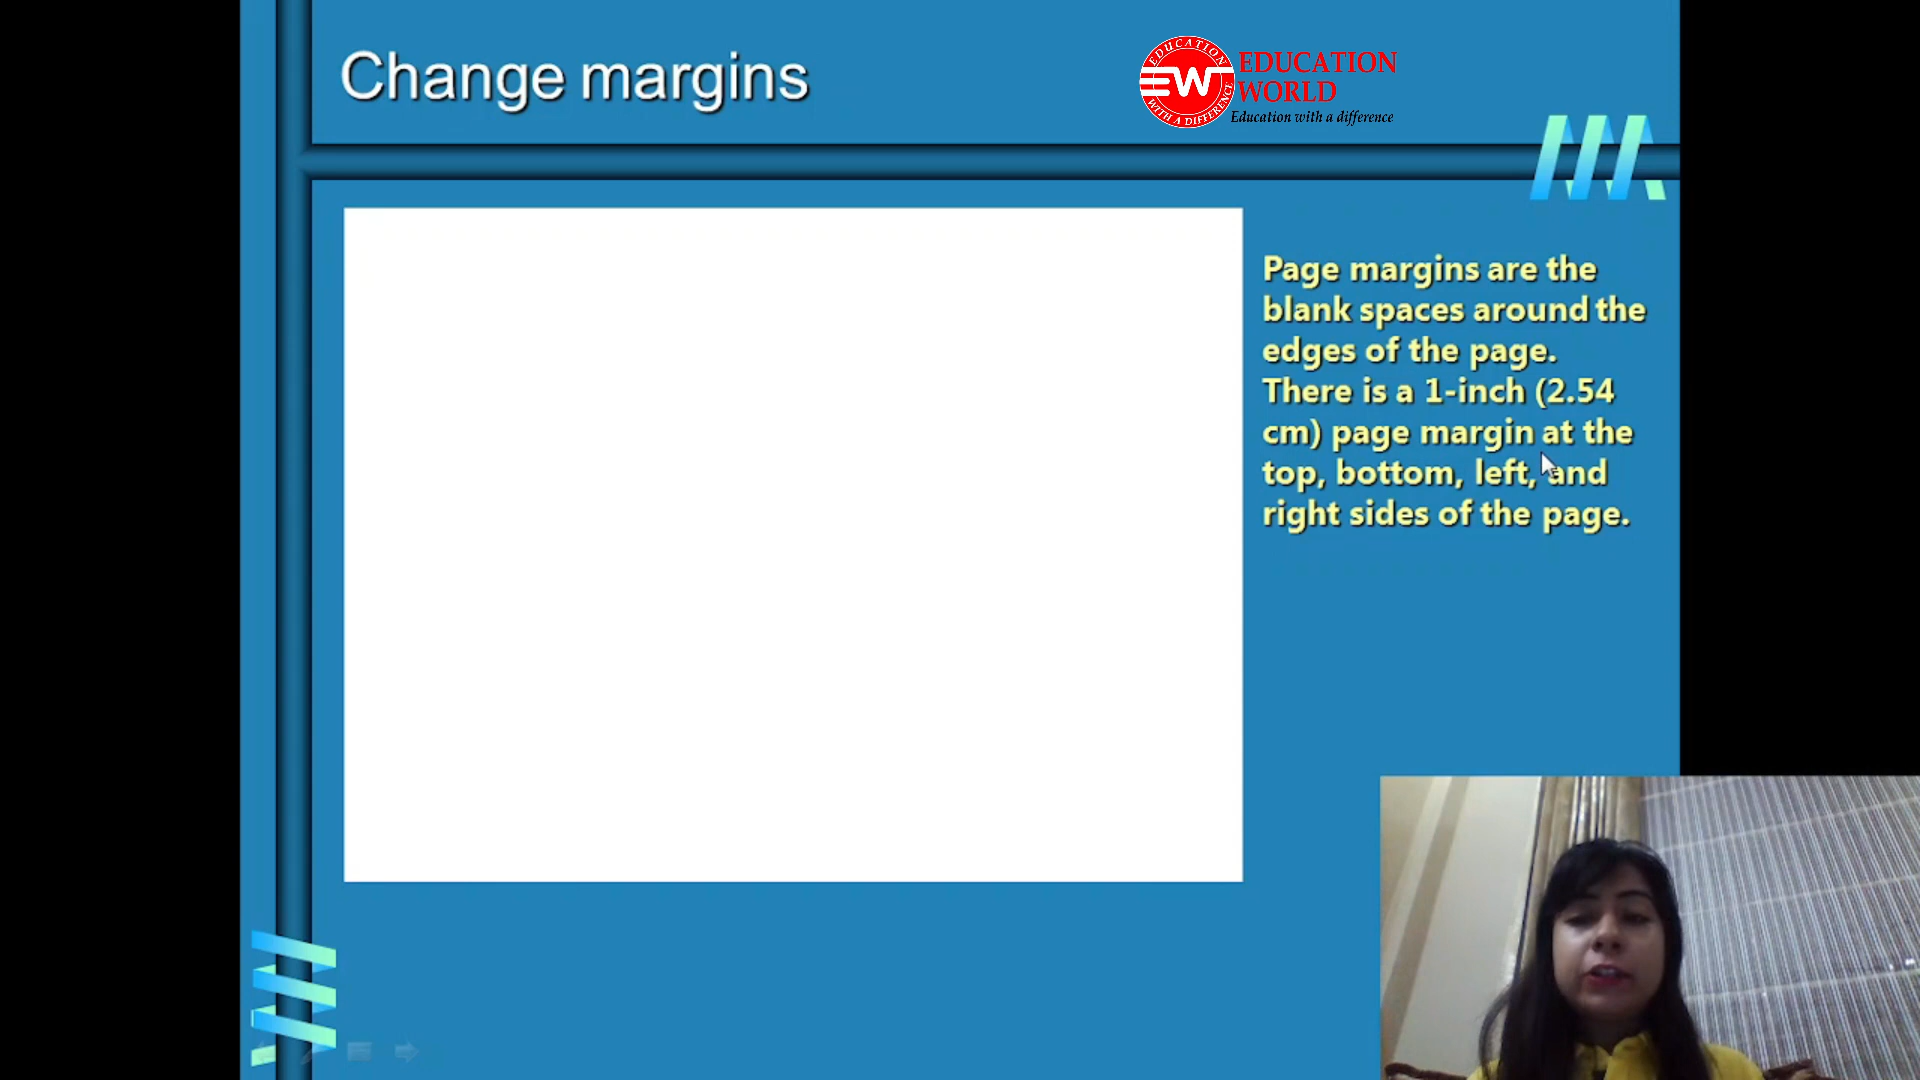 Change margins
EDUCATION
EW
WITH A DIFFERENCE
EDUCATION
WORLD
Education with a difference
Page margins are the
blank spaces around the
edges of the page.
There is a 1-inch (2.54
cm) page margin at the
top, bottom, left, and
right sides of the page.